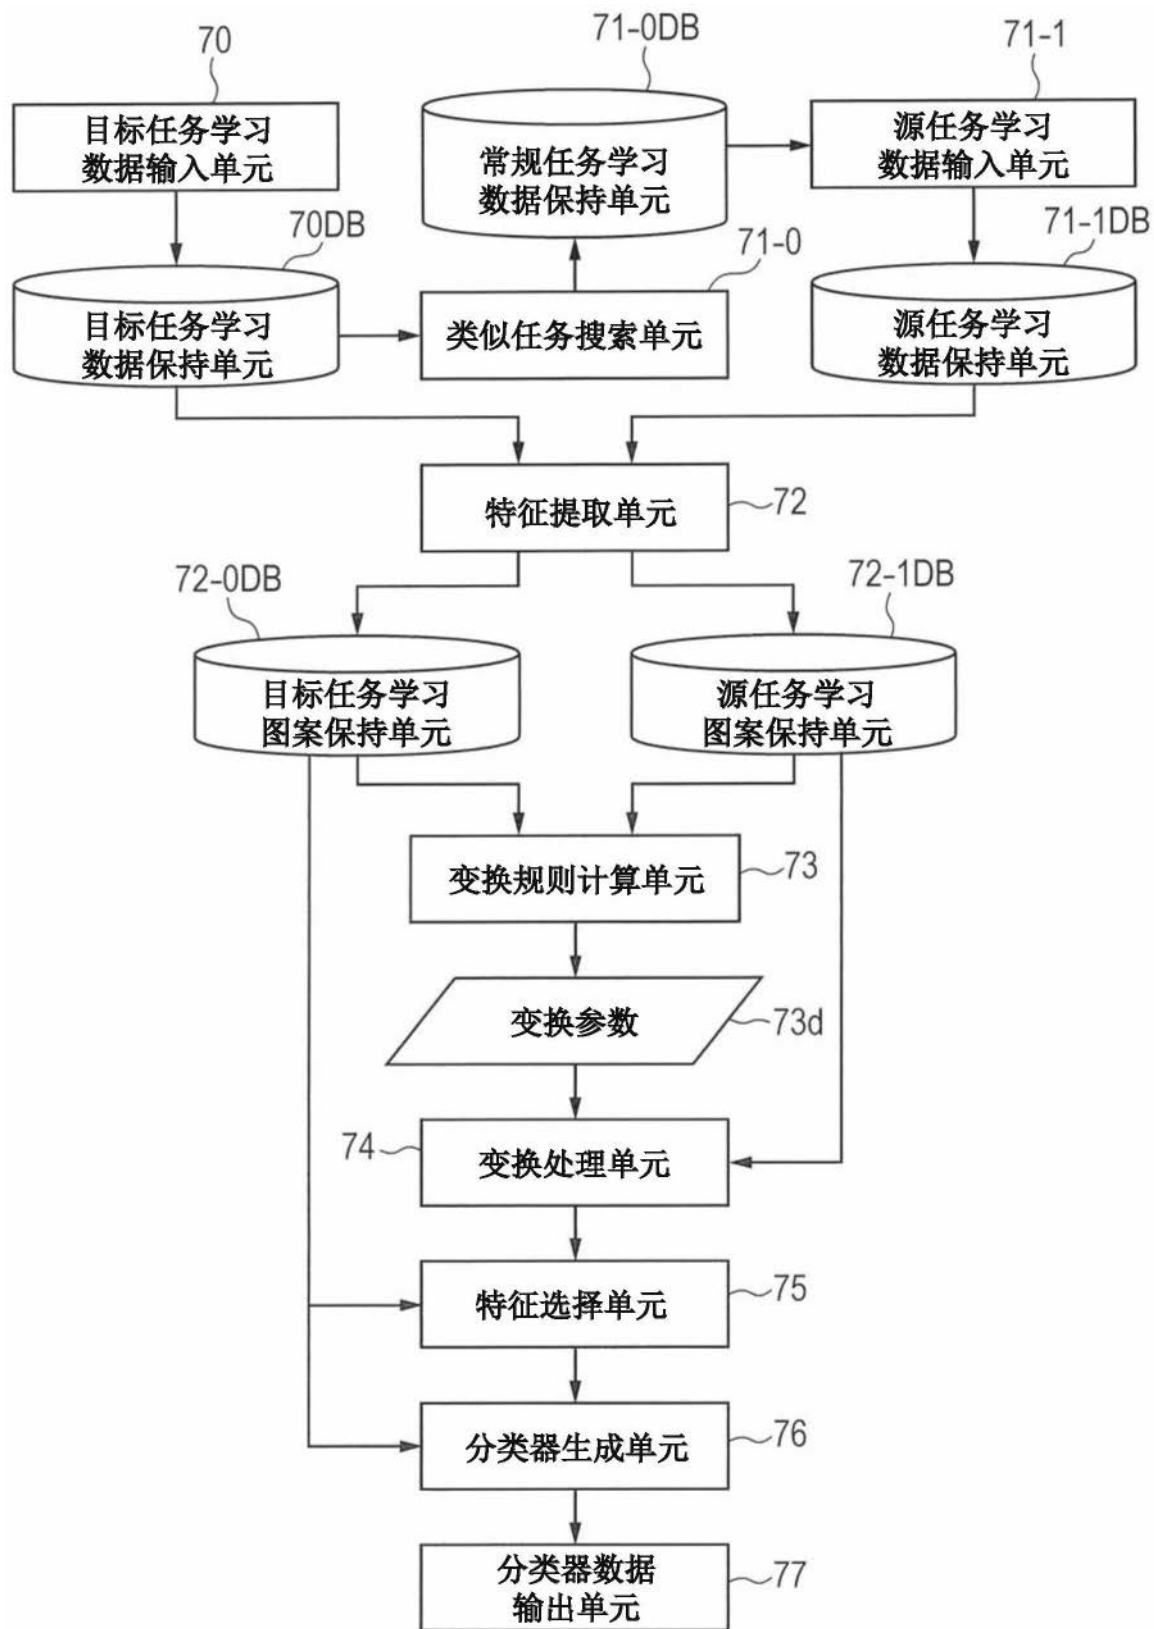 70
71-0DB
71-1
目标任务学习
数据输入单元
常规任务学习
数据保持单元
源任务学习
数据输入单元
70DB
71-0
71-1DB
目标任务学习
数据保持单元
类似任务搜索单元
源任务学习
数据保持单元
特征提取单元
72
72-0DB
72-1DB
目标任务学习
图案保持单元
源任务学习
图案保持单元
变换规则计算单元
73
变换参数
73d
74
变换处理单元
特征选择单元
75
分类器生成单元
76
分类器数据
输出单元
77